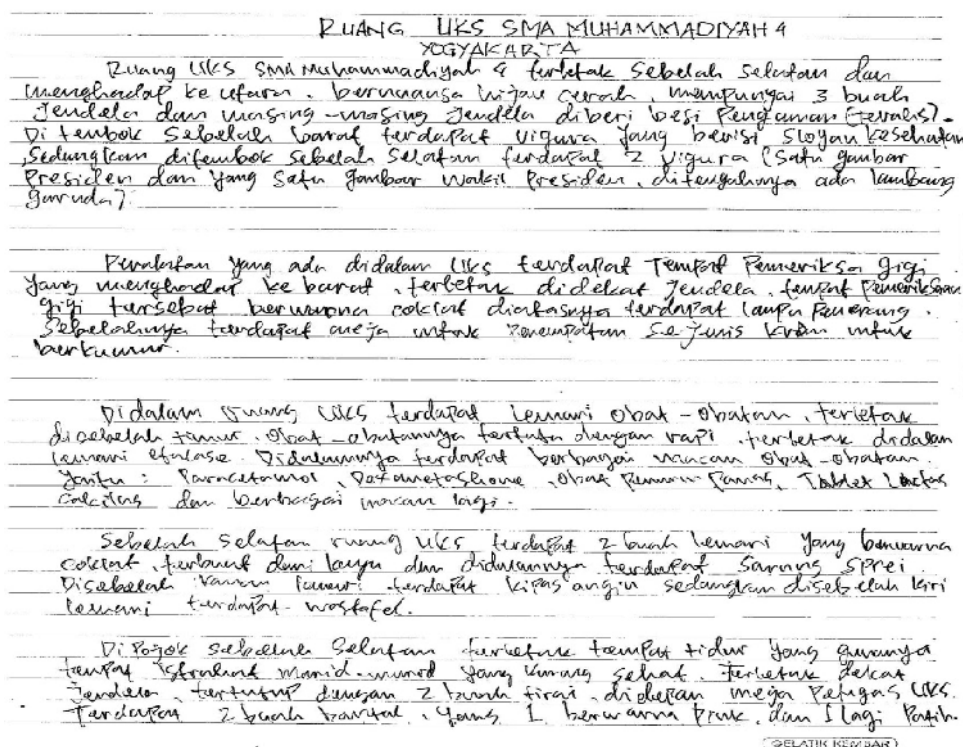 RUANG UKS SMA MUHAMMADIYAH 4
YOGYAKARTA
Ruang UKS SMA Muhammadiyah 4 terletak Sebelah Selatan dan
menghadap ke utara. bernuansa hijau cerah, mempunyai 3 buah
Jendela dan masing-masing Jendela diberi besi Pengaman (teralis).
Di tembok Sebelah barat terdapat vigura yang berisi slogan kesehatan
,Sedangkan ditembok sebelah Selatan terdapat 2 vigura (Satu gambar
Presiden dan yang Satu gambar Wakil Presiden, ditengahnya ada lambang
garuda).
Peralatan yang ada didalam UKS terdapat Tempat Pemeriksa gigi
yang menghadap ke barat, terletak didekat Jendela, tempat Pemeriksaan
gigi tersebut berwarna coklat diatasnya terdapat lampu Penerang.
Sebelahnya terdapat meja untuk Penempatan Sejenis kran untuk
berkumur.
Didalam ruang UKS terdapat lemari obat-obatan, terletak
disebelah timur. Obat-obatannya tertata dengan rapi, terletak didalam
lemari etalase. Didalamnya terdapat berbagai macam Obat-obatan
Yaitu : Paracetamol, , Obat Penurun Panas, Tablet
dan berbagai macam lagi.
Sebelah Selatan ruang UKS terdapat 2 buah lemari yang berwarna
coklat, terbuat dari kayu dan didalamnya terdapat Sarung Sprei
Disebelah kanan lemari terdapat kipas angin sedangkan disebelah kiri
lemari terdapat wastafel.
Dipojok sebelah Selatan terletak tempat tidur yang gunanya
tempat istirahat murid-murid yang kurang sehat. Terletak dekat
Jendela, tertutup dengan 2 buah tirai, didepan meja Petugas UKS.
Terdapat 2 buah bantal, yang 1 berwarna Pink, dan 1 lagi Putih.
GELATIK KEMBAR